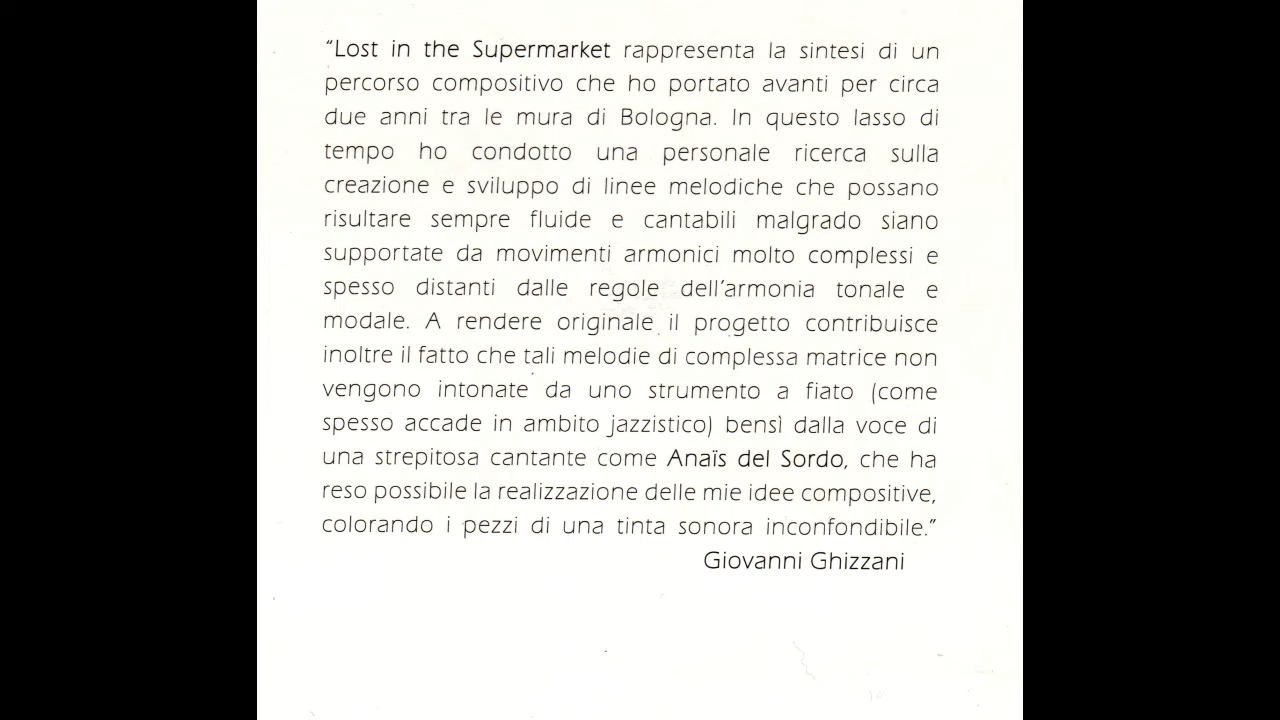 “Lost in the Supermarket rappresenta la sintesi di un
percorso compositivo che ho portato avanti per circa
due anni tra le mura di Bologna. In questo lasso di
tempo ho condotto una personale ricerca sulla
creazione e sviluppo di linee melodiche che possano
risultare sempre fluide e cantabili malgrado siano
supportate da movimenti armonici molto complessi e
spesso distanti dalle regole dell’armonia tonale e
modale. A rendere originale il progetto contribuisce
inoltre il fatto che tali melodie di complessa matrice non
vengono intonate da uno strumento a fiato (come
spesso accade in ambito jazzistico) bensì dalla voce di
una strepitosa cantante come Anaïs del Sordo, che ha
reso possibile la realizzazione delle mie idee compositive,
colorando i pezzi di una tinta sonora inconfondibile.”
Giovanni Ghizzani